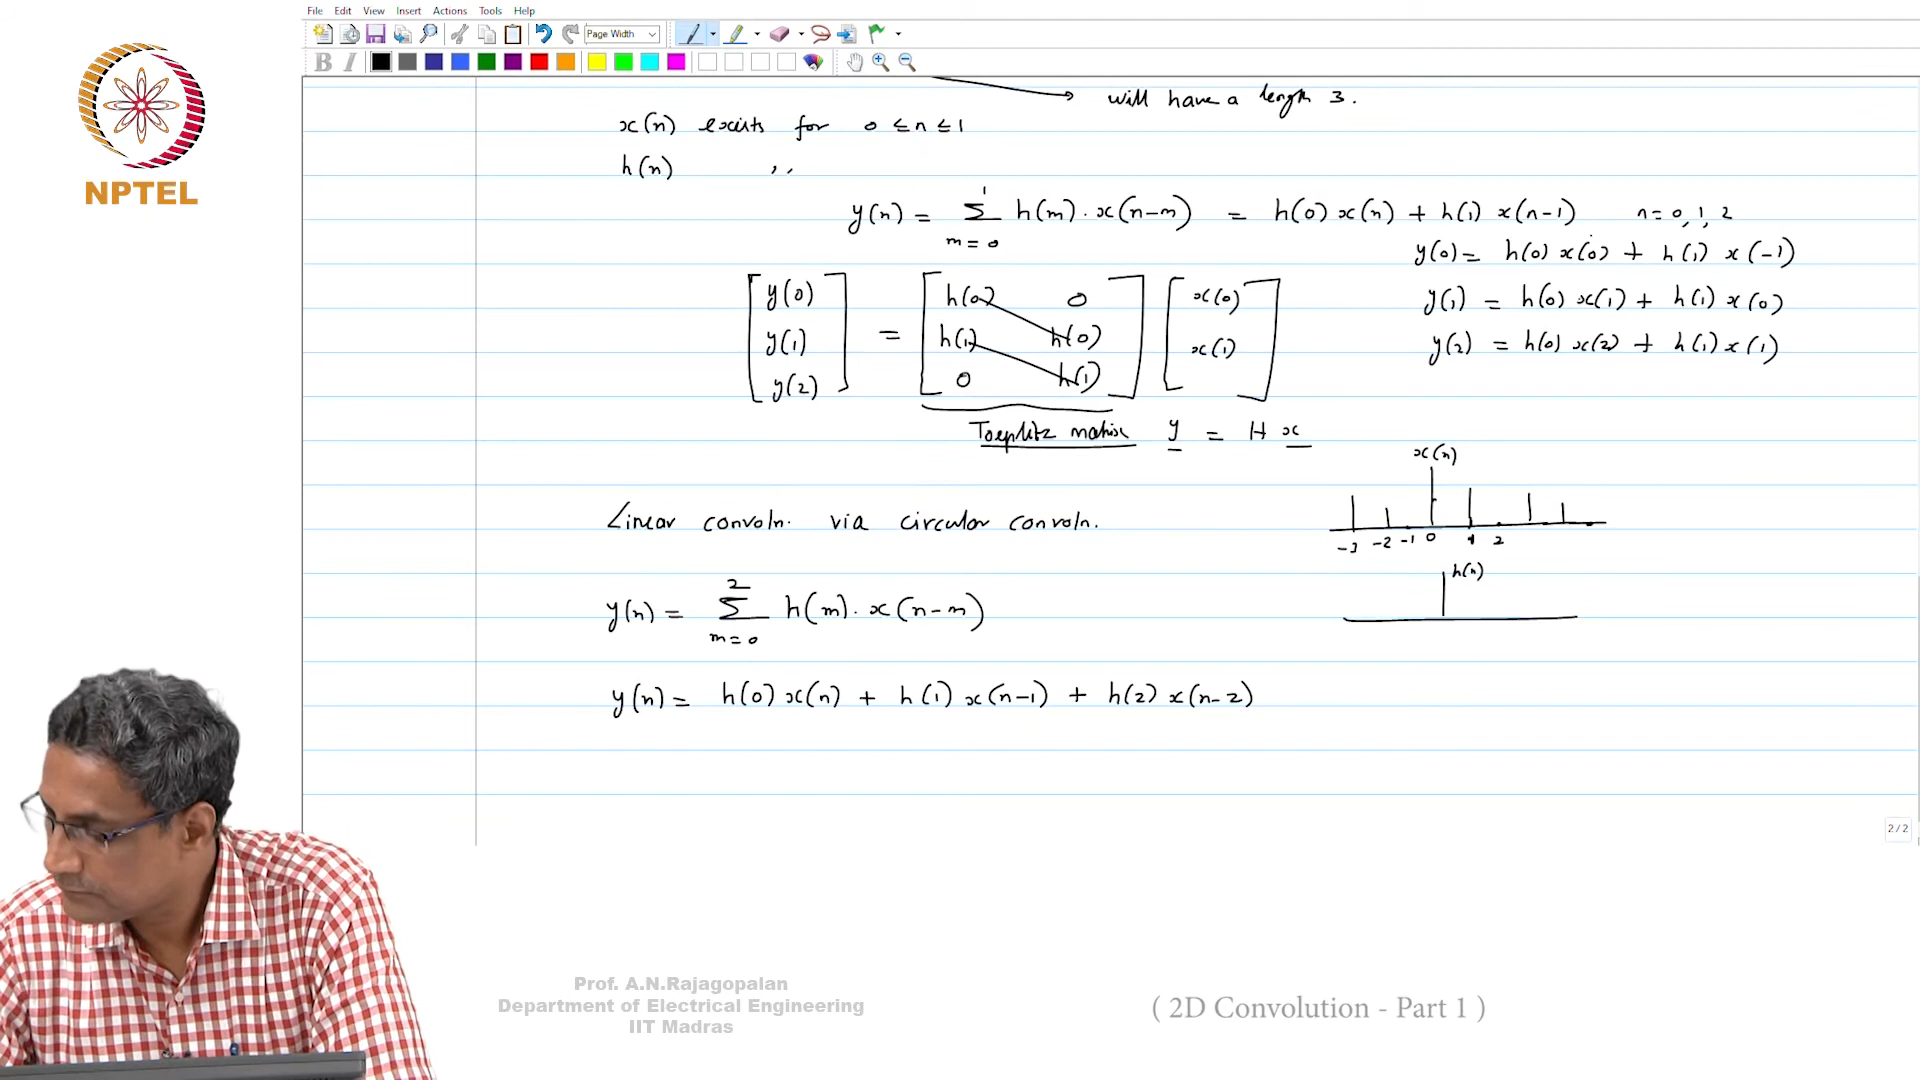 File Edit View Insert Actions Tools Help
Page Width
B I
NPTEL
will have a length 3.
x(n) exists for 0 ≤ n ≤ 1
h(n) ,,
y(n) = Σ_{m=0}^{1} h(m) · x(n-m) = h(0) x(n) + h(1) x(n-1) n = 0, 1, 2
y(0) = h(0) x(0) + h(1) x(-1)
y(1) = h(0) x(1) + h(1) x(0)
y(2) = h(0) x(2) + h(1) x(1)
y(0) h(0) 0 x(0)
y(1) = h(1) h(0) x(1)
y(2) 0 h(1)
Toeplitz matrix y = H x
x(n)
-3 -2 -1 0 1 2
h(n)
Linear convoln. via circular convoln.
y(n) = Σ_{m=0}^{2} h(m) · x(n-m)
y(n) = h(0) x(n) + h(1) x(n-1) + h(2) x(n-2)
2 / 2
Prof. A.N.Rajagopalan
Department of Electrical Engineering
IIT Madras
( 2D Convolution - Part 1 )